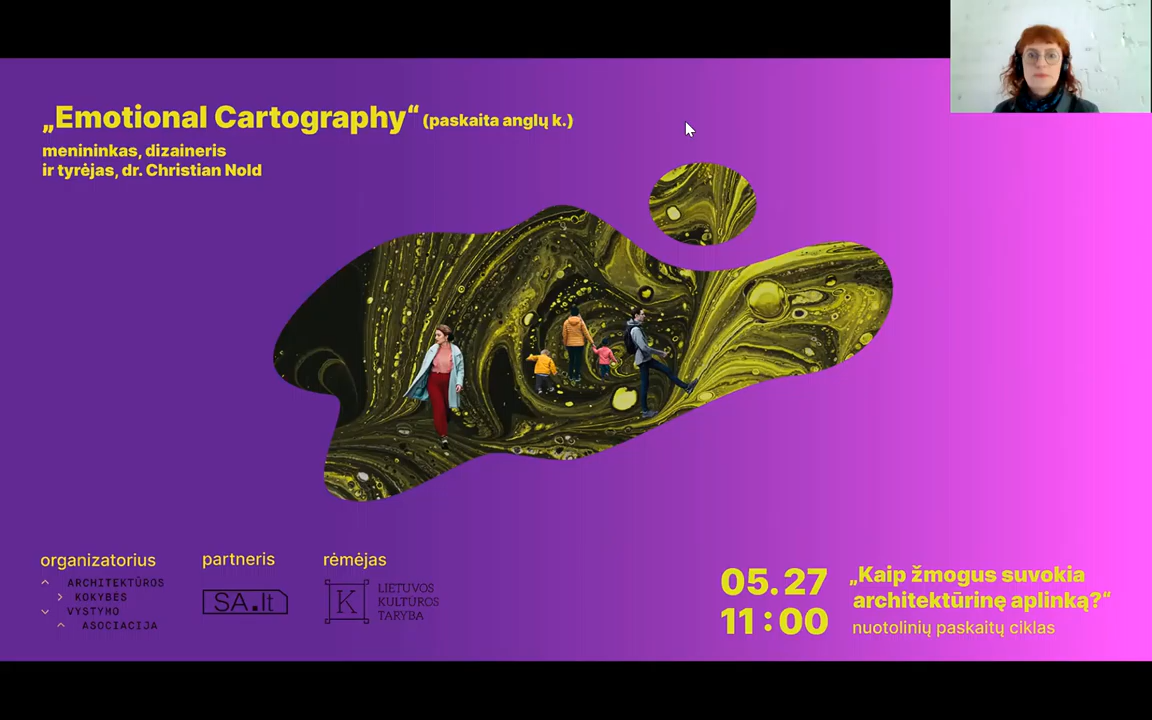 „Emotional Cartography“ (paskaita anglų k.)
menininkas, dizaineris
ir tyrėjas, dr. Christian Nold
organizatorius
ARCHITEKTŪROS
KOKYBĖS
VYSTYMO
ASOCIACIJA
partneris
SA.lt
rėmėjas
K
LIETUVOS
KULTŪROS
TARYBA
05.27
11:00
„Kaip žmogus suvokia
architektūrinę aplinką?“
nuotolinių paskaitų ciklas